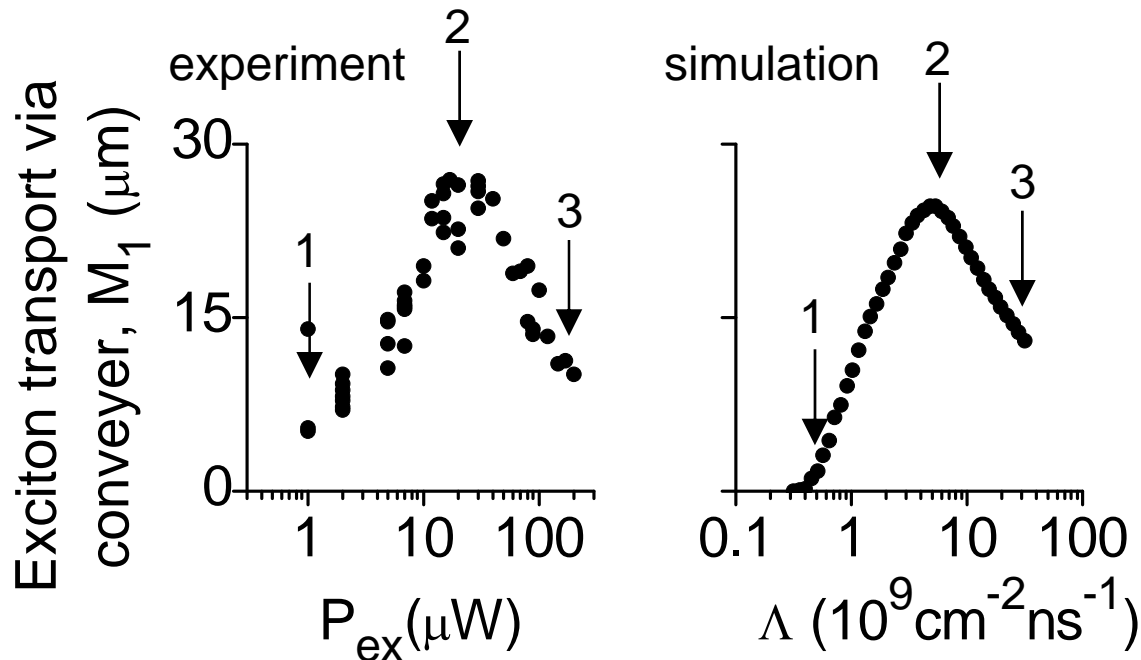 Exciton transport via
conveyer, M₁ (μm)
experiment
1
2
3
30
15
0
1
10
100
P_ex(μW)
simulation
1
2
3
0.1
1
10
100
Λ (10⁹cm⁻²ns⁻¹)